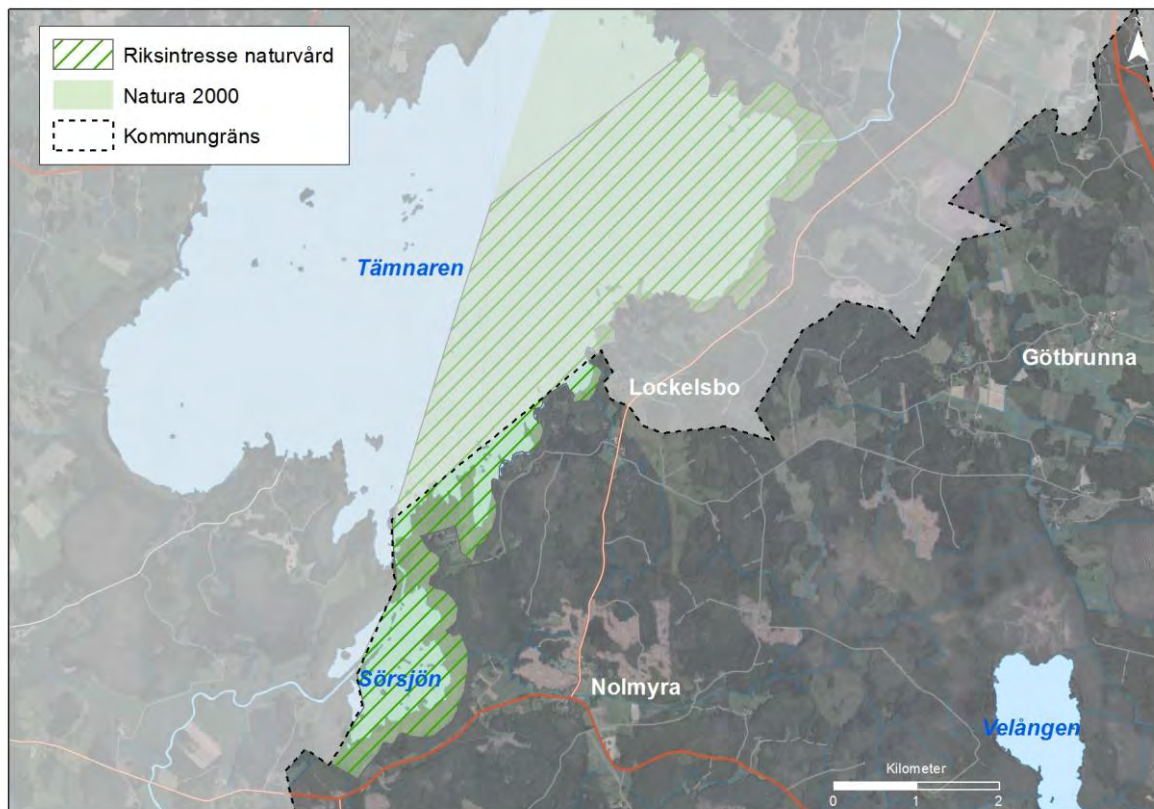 Riksintresse naturvård
Natura 2000
Kommungräns
Tämnaren
Götbrunna
Lockelsbo
Sörsjön
Nolmyra
Velången
Kilometer
0 1 2